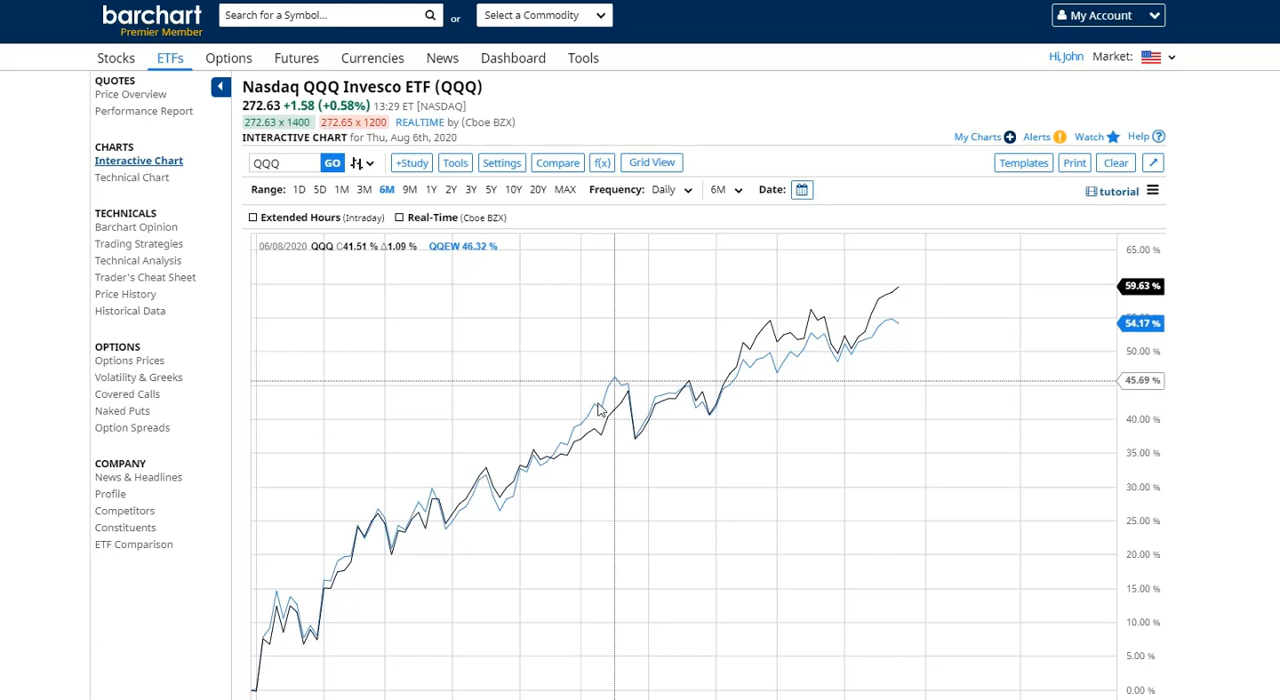 barchart
Premier Member
Search for a Symbol...
or
Select a Commodity
My Account
Stocks ETFs Options Futures Currencies News Dashboard Tools
Hi, John Market:
QUOTES
Price Overview
Performance Report
CHARTS
Interactive Chart
Technical Chart
TECHNICALS
Barchart Opinion
Trading Strategies
Technical Analysis
Trader's Cheat Sheet
Price History
Historical Data
OPTIONS
Options Prices
Volatility & Greeks
Covered Calls
Naked Puts
Option Spreads
COMPANY
News & Headlines
Profile
Competitors
Constituents
ETF Comparison
Nasdaq QQQ Invesco ETF (QQQ)
272.63 +1.58 (+0.58%) 13:29 ET [NASDAQ]
272.63 x 1400 272.65 x 1200 REALTIME by (Cboe BZX)
INTERACTIVE CHART for Thu, Aug 6th, 2020
My Charts Alerts Watch Help
QQQ GO +Study Tools Settings Compare f(x) Grid View Templates Print Clear
Range: 1D 5D 1M 3M 6M 9M 1Y 2Y 3Y 5Y 10Y 20Y MAX Frequency: Daily 6M Date: tutorial
Extended Hours (Intraday) Real-Time (Cboe BZX)
06/08/2020 QQQ C41.51 % Δ1.09 % QQEW 46.32 %
65.00 %
59.63 %
54.17 %
50.00 %
45.69 %
40.00 %
35.00 %
30.00 %
25.00 %
20.00 %
15.00 %
10.00 %
5.00 %
0.00 %